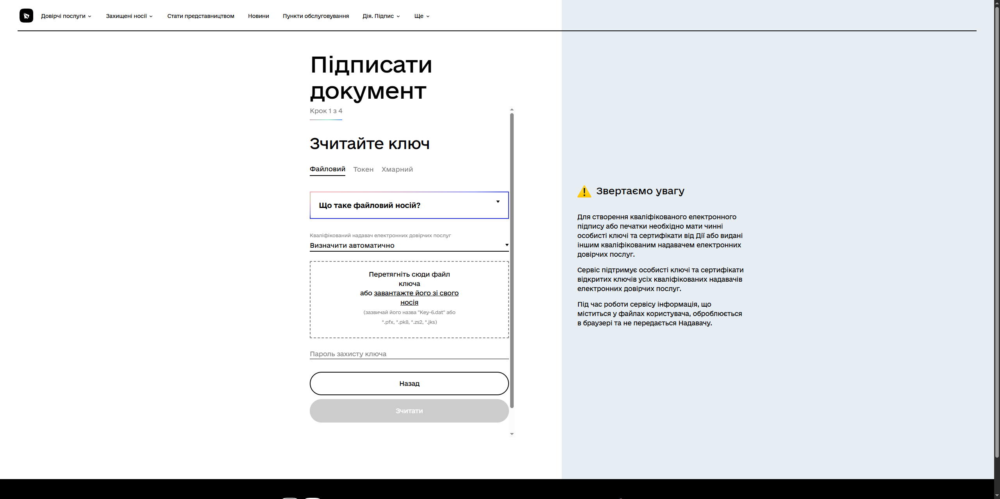 Довірчі послуги
Захищені носії
Стати представництвом
Новини
Пункти обслуговування
Дія. Підпис
Ще
Підписати
документ
Крок 1 з 4
Зчитайте ключ
Файловий
Токен
Хмарний
Що таке файловий носій?
Кваліфікований надавач електронних довірчих послуг
Визначити автоматично
Перетягніть сюди файл
ключа
або завантажте його зі свого
носія
(зазвичай його назва "Key-6.dat" або
*.pfx, *.pk8, *.zs2, *.jks)
Пароль захисту ключа
Назад
Зчитати
Звертаємо увагу
Для створення кваліфікованого електронного
підпису або печатки необхідно мати чинні
особисті ключі та сертифікати від Дії або видані
іншим кваліфікованим надавачем електронних
довірчих послуг.
Сервіс підтримує особисті ключі та сертифікати
відкритих ключів усіх кваліфікованих надавачів
електронних довірчих послуг.
Під час роботи сервісу інформація, що
міститься у файлах користувача, оброблюється
в браузері та не передається Надавачу.